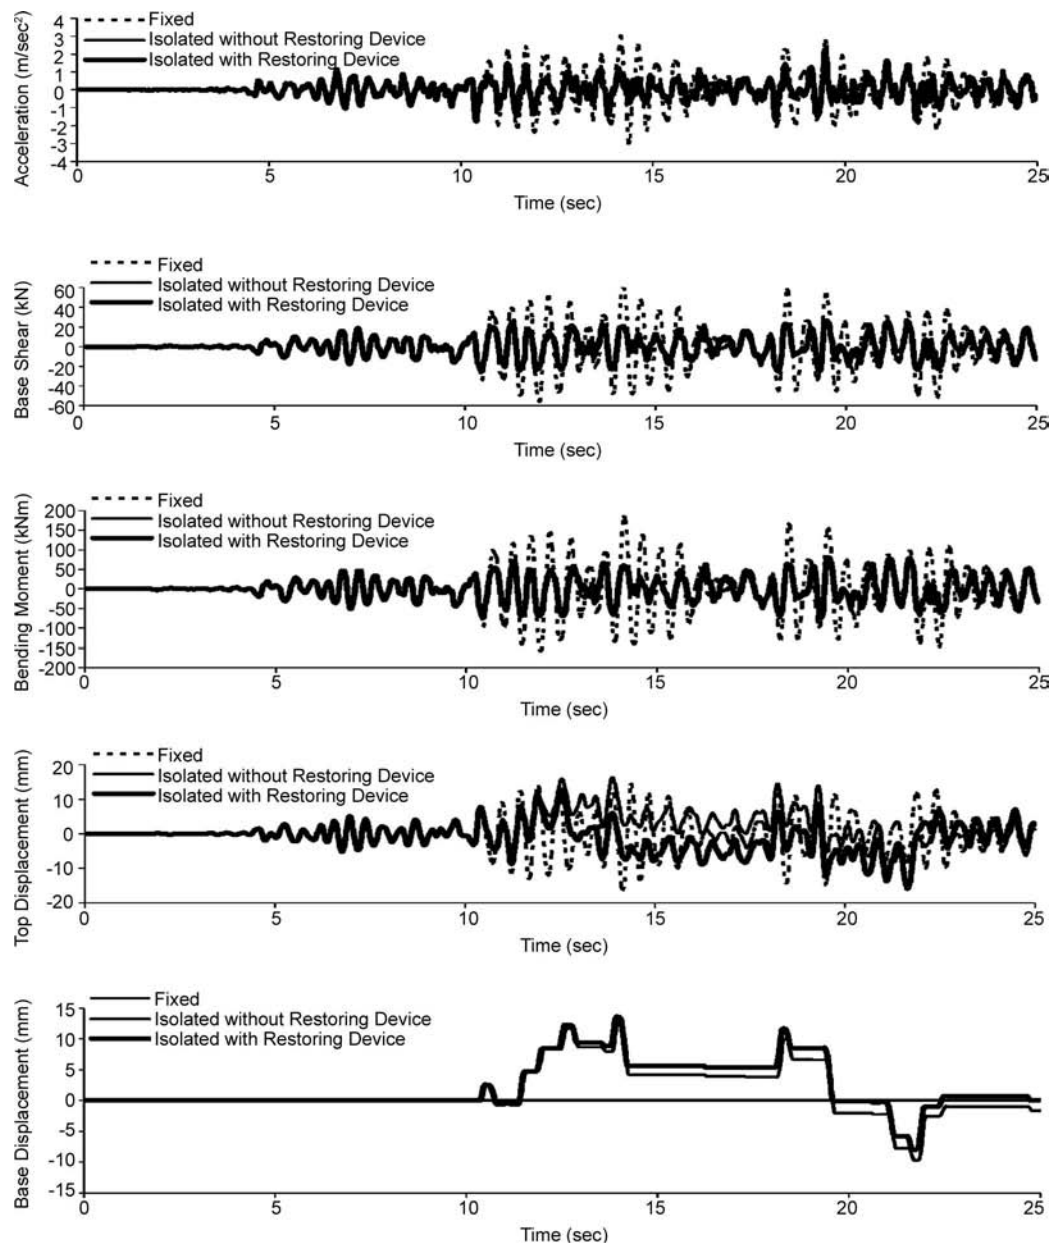 Acceleration (m/sec²)
4
3
2
1
0
-1
-2
-3
-4
Fixed
Isolated without Restoring Device
Isolated with Restoring Device
0
5
10
15
20
25
Time (sec)
Base Shear (kN)
60
40
20
0
-20
-40
-60
Fixed
Isolated without Restoring Device
Isolated with Restoring Device
0
5
10
15
20
25
Time (sec)
Bending Moment (kNm)
200
150
100
50
0
-50
-100
-150
-200
Fixed
Isolated without Restoring Device
Isolated with Restoring Device
0
5
10
15
20
25
Time (sec)
Top Displacement (mm)
20
10
0
-10
-20
Fixed
Isolated without Restoring Device
Isolated with Restoring Device
0
5
10
15
20
25
Time (sec)
Base Displacement (mm)
15
10
5
0
-5
-10
-15
Fixed
Isolated without Restoring Device
Isolated with Restoring Device
0
5
10
15
20
25
Time (sec)